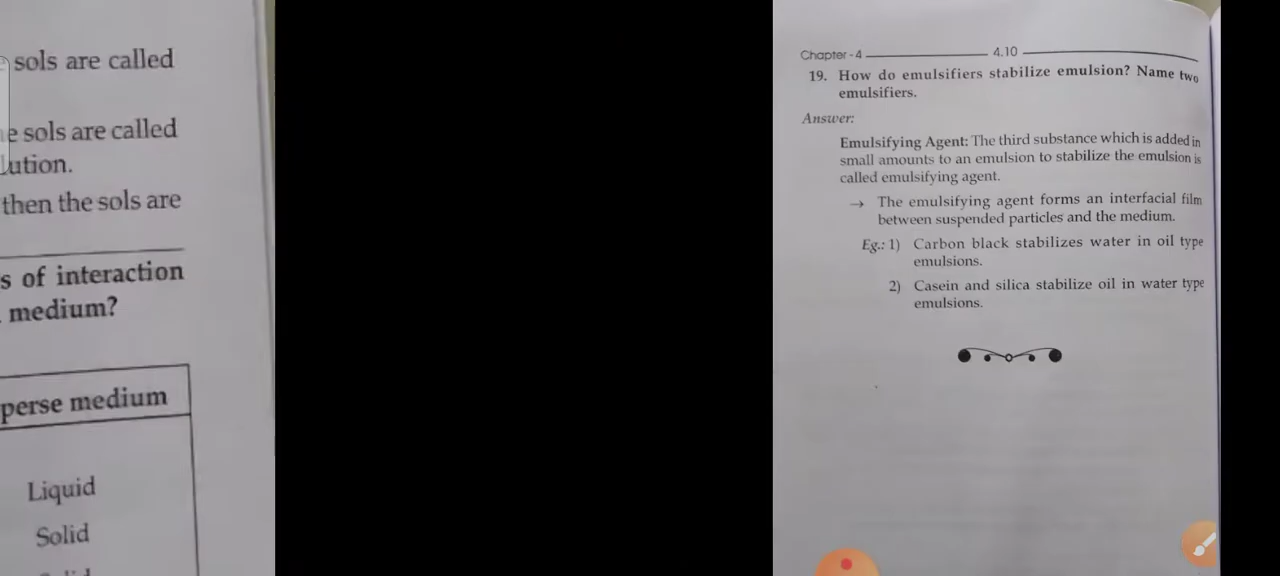 sols are called
e sols are called
lution.
then the sols are
s of interaction
medium?
perse medium
Liquid
Solid
Chapter - 4 4.10
19. How do emulsifiers stabilize emulsion? Name two
emulsifiers.
Answer:
Emulsifying Agent: The third substance which is added in
small amounts to an emulsion to stabilize the emulsion is
called emulsifying agent.
→ The emulsifying agent forms an interfacial film
between suspended particles and the medium.
Eg.: 1) Carbon black stabilizes water in oil type
emulsions.
2) Casein and silica stabilize oil in water type
emulsions.